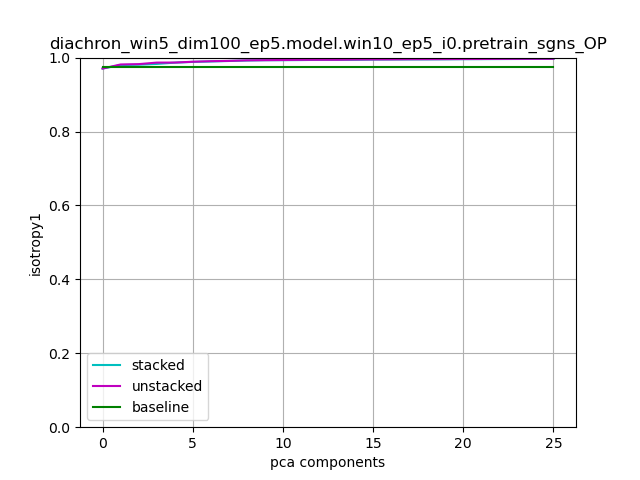 diachron_win5_dim100_ep5.model.win10_ep5_i0.pretrain_sgns_OP
1.0
0.8
0.6
0.4
0.2
0.0
isotropy1
stacked
unstacked
baseline
0 5 10 15 20 25
pca components